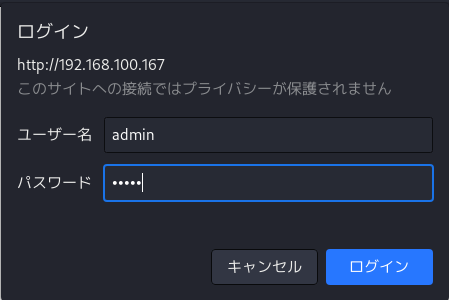 ログイン
http://192.168.100.167
このサイトへの接続ではプライバシーが保護されません
ユーザー名 admin
パスワード •••••
キャンセル ログイン